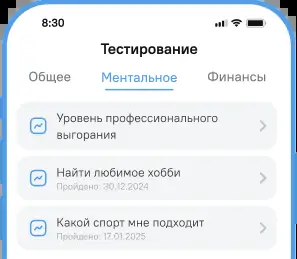 8:30
Тестирование
Общее Ментальное Финансы
Уровень профессионального
выгорания
Найти любимое хобби
Пройдено: 30.12.2024
Какой спорт мне подходит
Пройдено: 17.01.2025